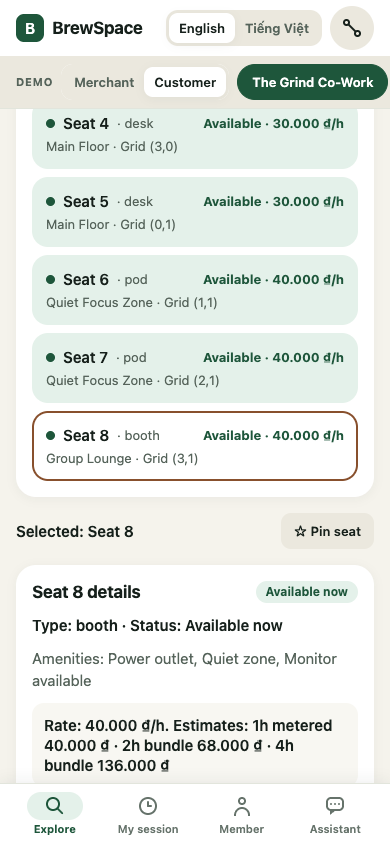 B BrewSpace English Tiếng Việt
DEMO Merchant Customer The Grind Co-Work
Seat 4 · desk Available · 30.000 ₫/h
Main Floor · Grid (3,0)
Seat 5 · desk Available · 30.000 ₫/h
Main Floor · Grid (0,1)
Seat 6 · pod Available · 40.000 ₫/h
Quiet Focus Zone · Grid (1,1)
Seat 7 · pod Available · 40.000 ₫/h
Quiet Focus Zone · Grid (2,1)
Seat 8 · booth Available · 40.000 ₫/h
Group Lounge · Grid (3,1)
Selected: Seat 8 ☆ Pin seat
Seat 8 details Available now
Type: booth · Status: Available now
Amenities: Power outlet, Quiet zone, Monitor
available
Rate: 40.000 ₫/h. Estimates: 1h metered
40.000 ₫ · 2h bundle 68.000 ₫ · 4h
bundle 136.000 ₫
Explore My session Member Assistant